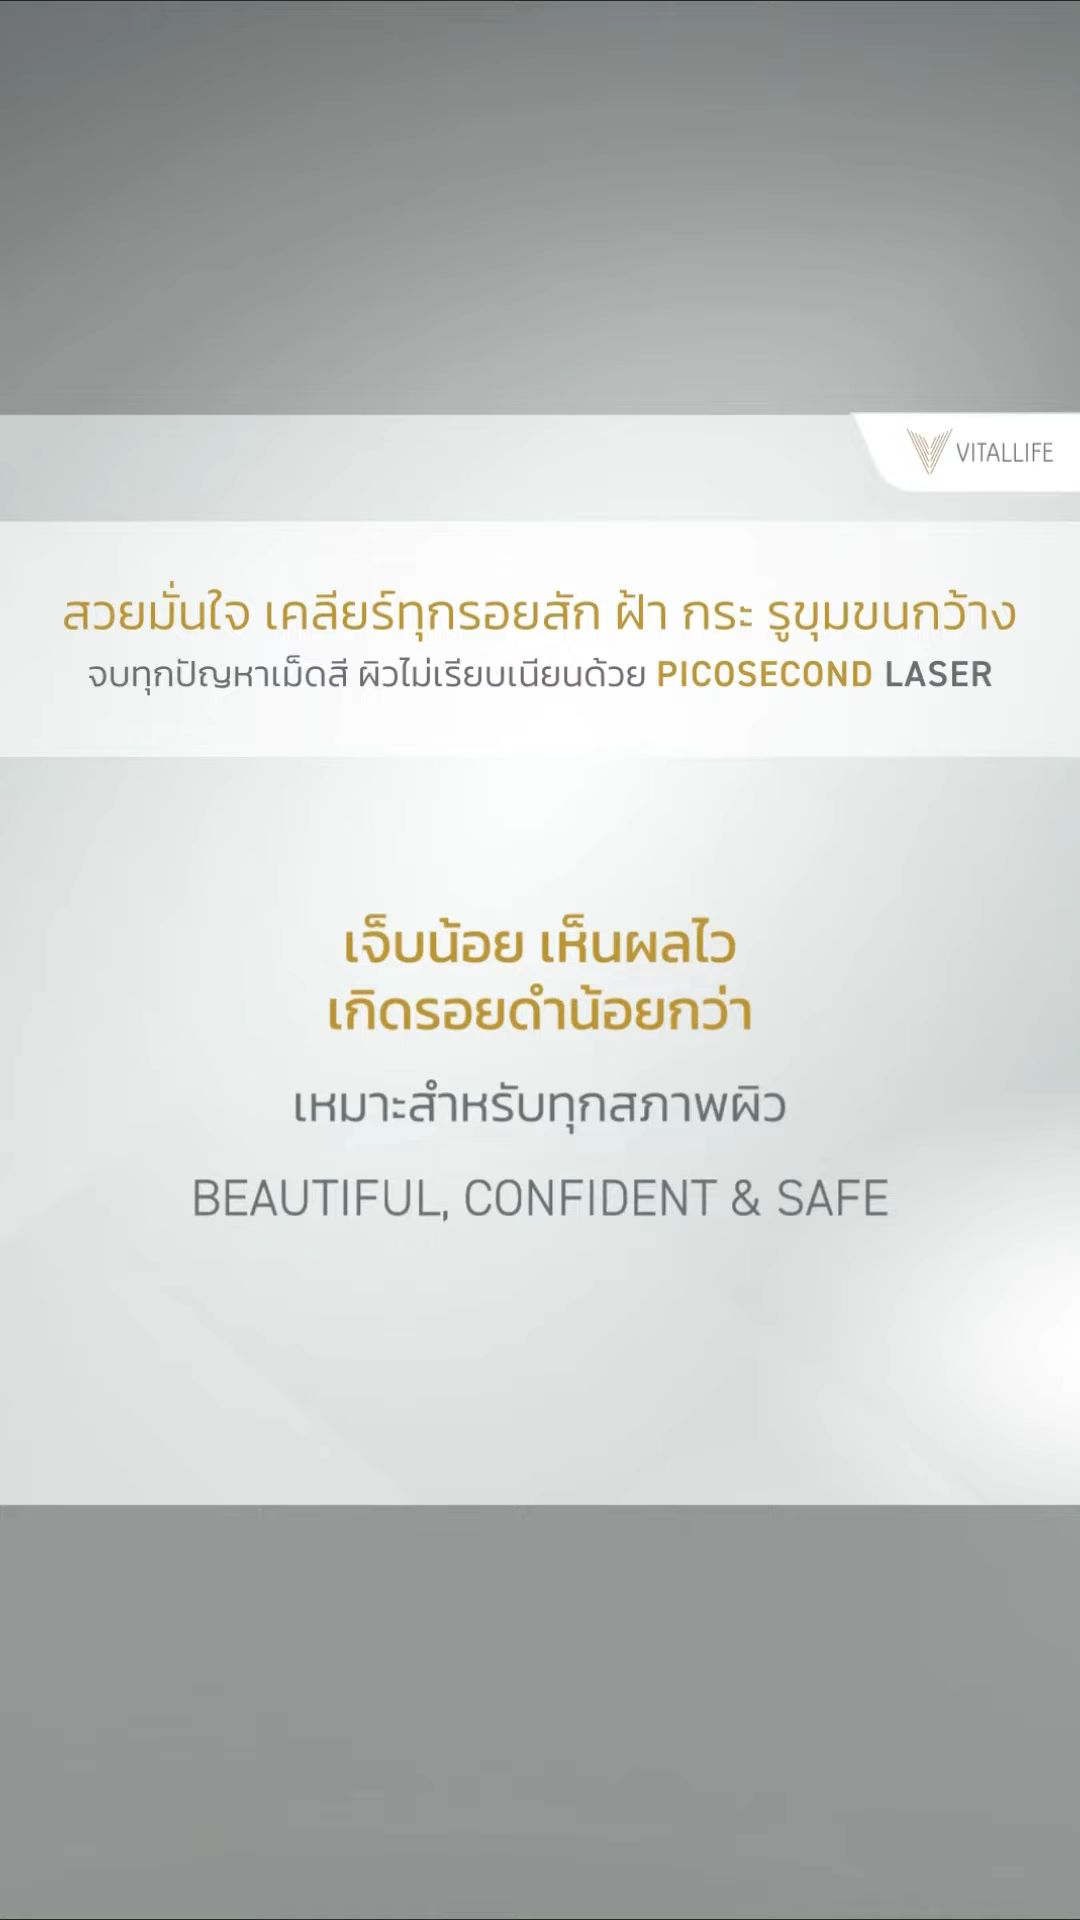 VITALLIFE
สวยมั่นใจ เคลียร์ทุกรอยสัก ฝ้า กระ รูขุมขนกว้าง
จบทุกปัญหาเม็ดสี ผิวไม่เรียบเนียนด้วย PICOSECOND LASER
เจ็บน้อย เห็นผลไว
เกิดรอยดำน้อยกว่า
เหมาะสำหรับทุกสภาพผิว
BEAUTIFUL, CONFIDENT & SAFE